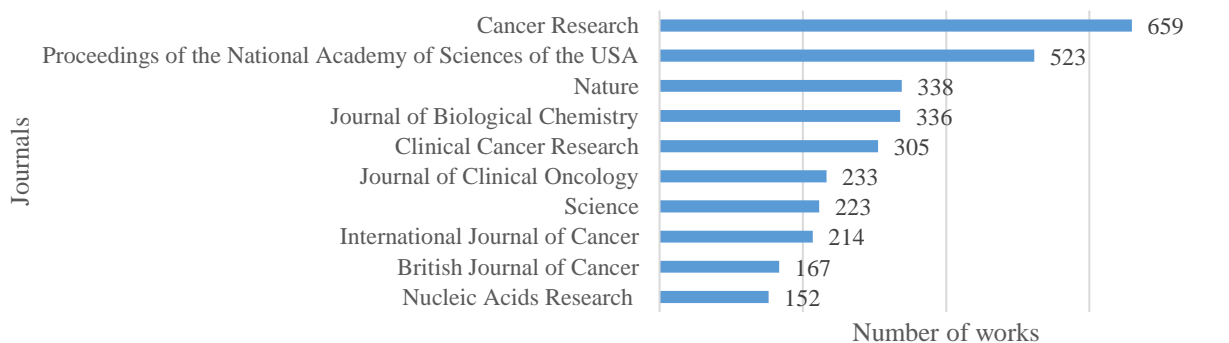 Journals
Cancer Research 659
Proceedings of the National Academy of Sciences of the USA 523
Nature 338
Journal of Biological Chemistry 336
Clinical Cancer Research 305
Journal of Clinical Oncology 233
Science 223
International Journal of Cancer 214
British Journal of Cancer 167
Nucleic Acids Research 152
Number of works